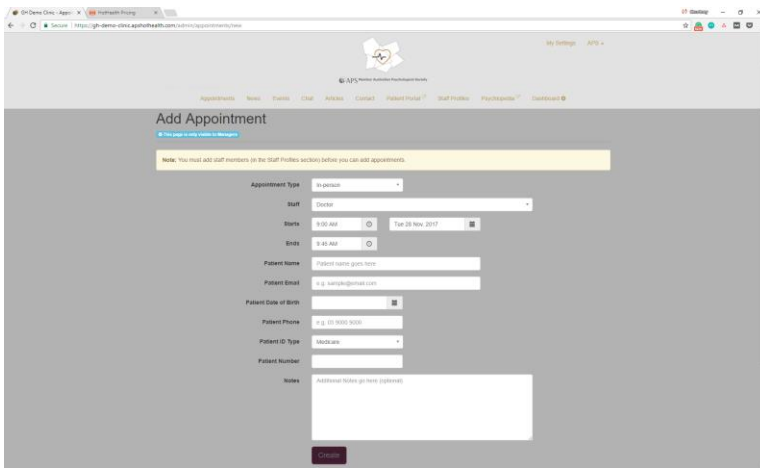 GH Demo Clinic - Appoi
HotHealth Pricing
Secure | https://gh-demo-clinic.apshothealth.com/admin/appointments/new
My Settings APS
APS Member Australian Psychological Society
Appointments News Events Chat Articles Contact Patient Portal Staff Profiles Dashboard
Add Appointment
This page is only visible to Managers
Note: You must add staff members (in the Staff Profiles section) before you can add appointments.
Appointment Type In-person
Staff Doctor
Starts 9:00 AM Tue 28 Nov, 2017
Ends 9:45 AM
Patient Name Patient name goes here
Patient Email e.g. sample@email.com
Patient Date of Birth
Patient Phone e.g. 03 9000 9000
Patient ID Type Medicare
Patient Number
Notes Additional Notes go here (optional)
Create